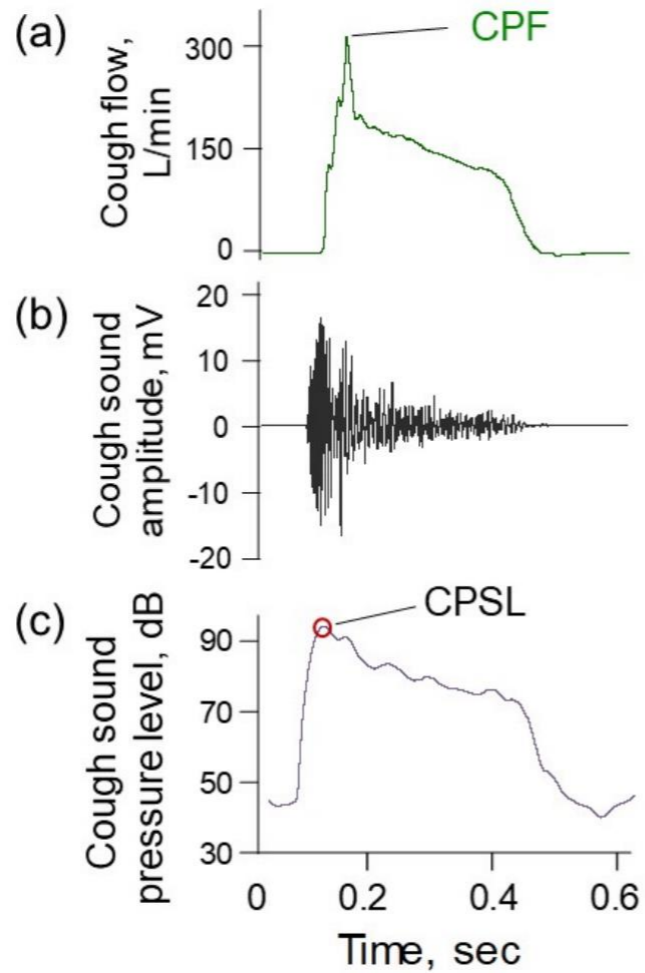 (a)
Cough flow,
L/min
300
150
0
CPF
(b)
Cough sound
amplitude, mV
20
10
0
-10
-20
(c)
Cough sound
pressure level, dB
90
70
50
30
CPSL
0 0.2 0.4 0.6
Time, sec